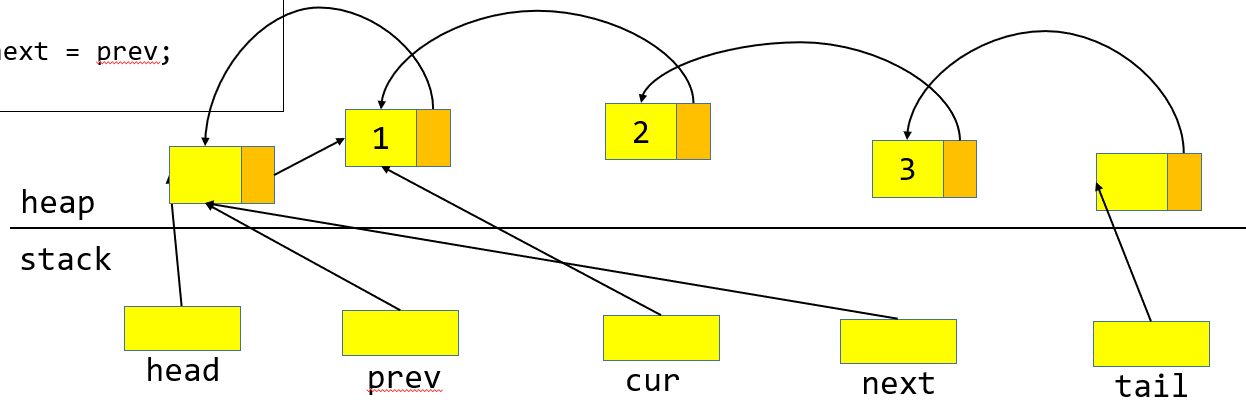 next = prev;
1
2
3
heap
stack
head
prev
cur
next
tail